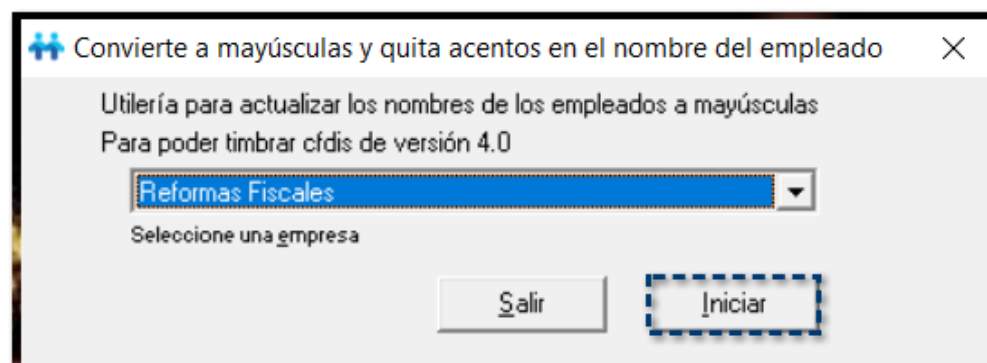 Convierte a mayúsculas y quita acentos en el nombre del empleado
Utilería para actualizar los nombres de los empleados a mayúsculas
Para poder timbrar cfdis de versión 4.0
Reformas Fiscales
Seleccione una empresa
Salir
Iniciar